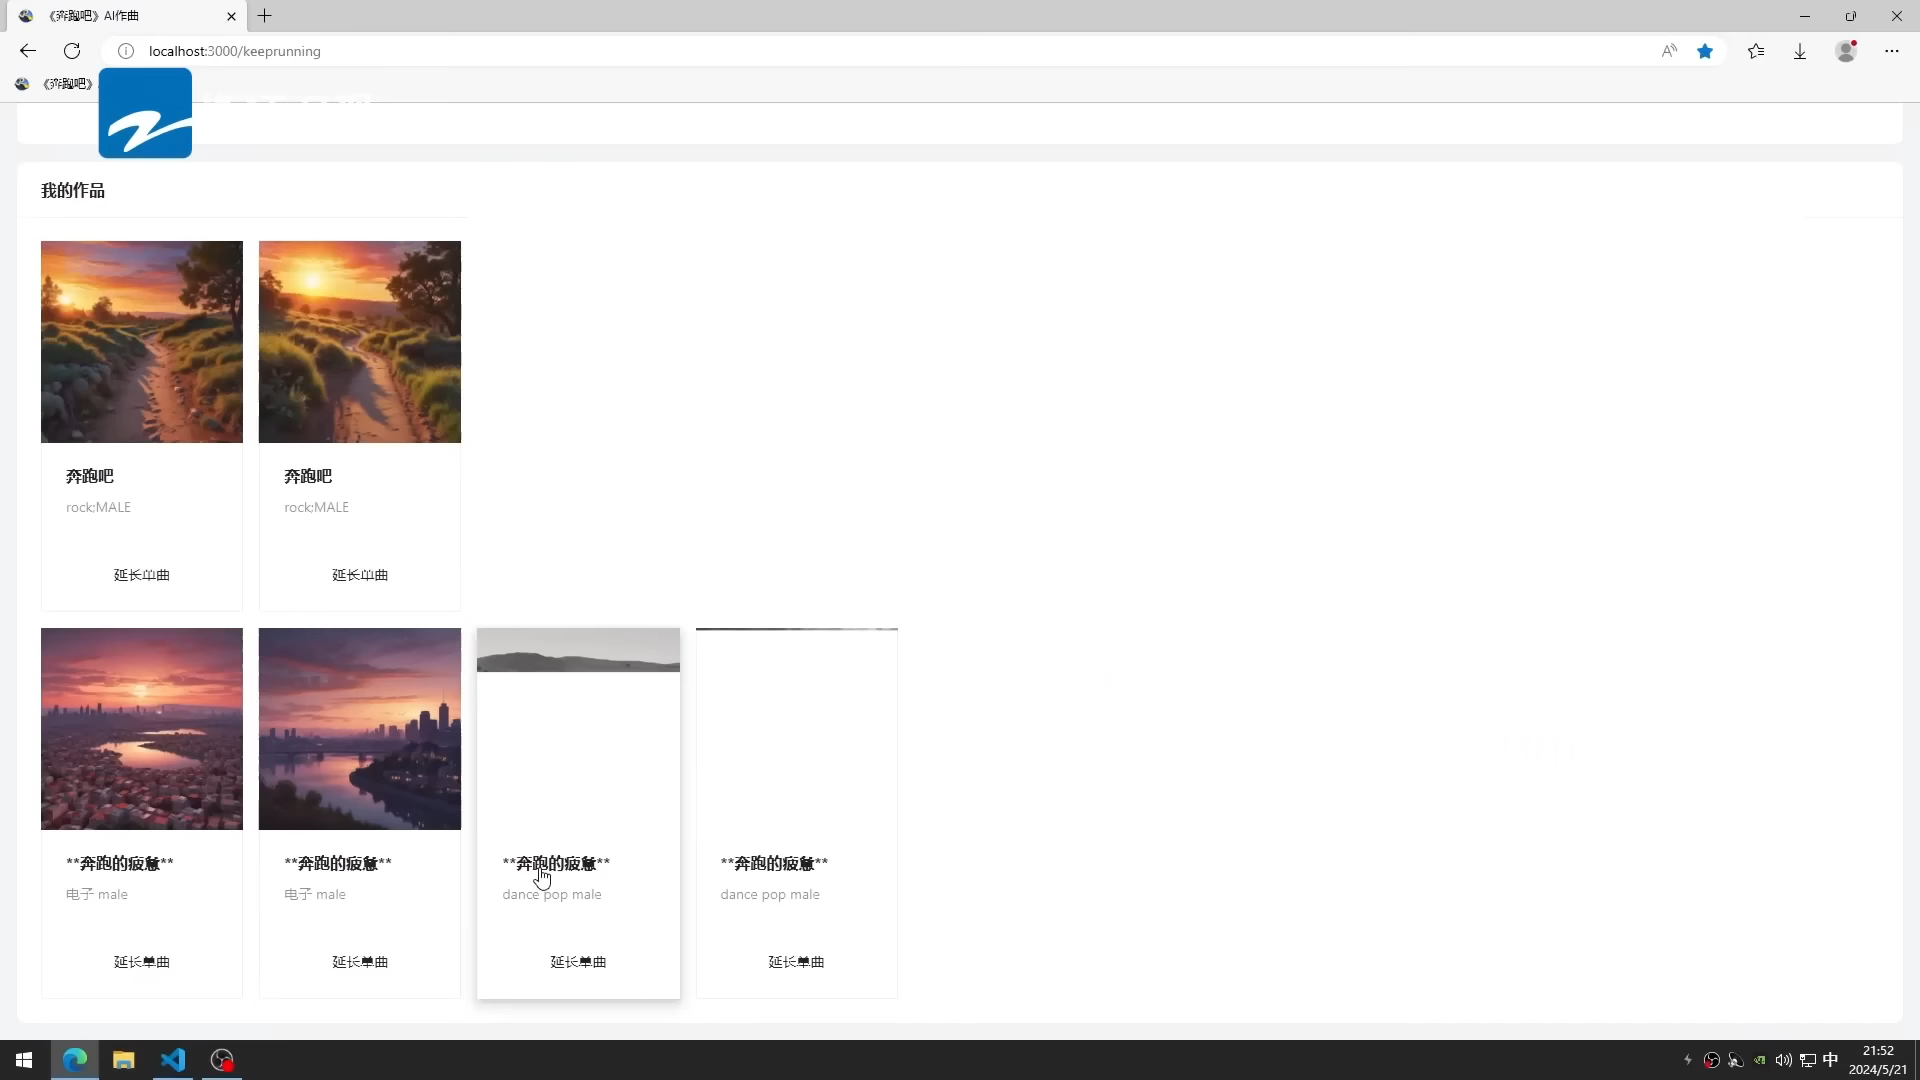 《奔跑吧》AI作曲
localhost:3000/keeprunning
《奔跑吧》
我的作品
奔跑吧
rock;MALE
延长单曲
奔跑吧
rock;MALE
延长单曲
**奔跑的疲惫**
电子 male
延长单曲
**奔跑的疲惫**
电子 male
延长单曲
**奔跑的疲惫**
dance pop male
延长单曲
**奔跑的疲惫**
dance pop male
延长单曲
中
21:52
2024/5/21